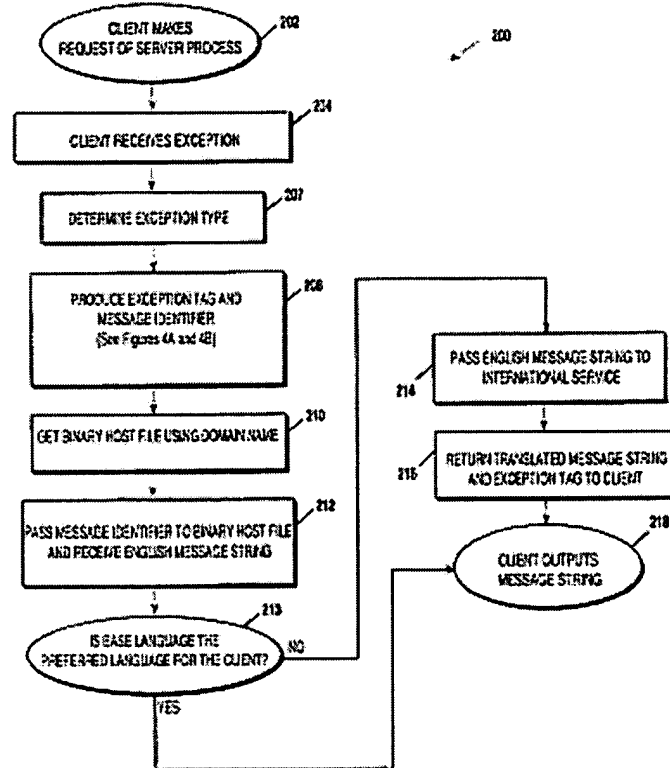 CLIENT MAKES
REQUEST OF SERVER PROCESS
202
200
204
CLIENT RECEIVES EXCEPTION
207
DETERMINE EXCEPTION TYPE
208
PRODUCE EXCEPTION TAG AND
MESSAGE IDENTIFIER
(See Figures 4A and 4B)
210
GET BINARY HOST FILE USING DOMAIN NAME
212
PASS MESSAGE IDENTIFIER TO BINARY HOST FILE
AND RECEIVE ENGLISH MESSAGE STRING
213
IS EASE LANGUAGE THE
PREFERRED LANGUAGE FOR THE CLIENT?
NO
YES
PASS ENGLISH MESSAGE STRING TO
INTERNATIONAL SERVICE
214
RETURN TRANSLATED MESSAGE STRING
AND EXCEPTION TAG TO CLIENT
216
218
CLIENT OUTPUTS
MESSAGE STRING